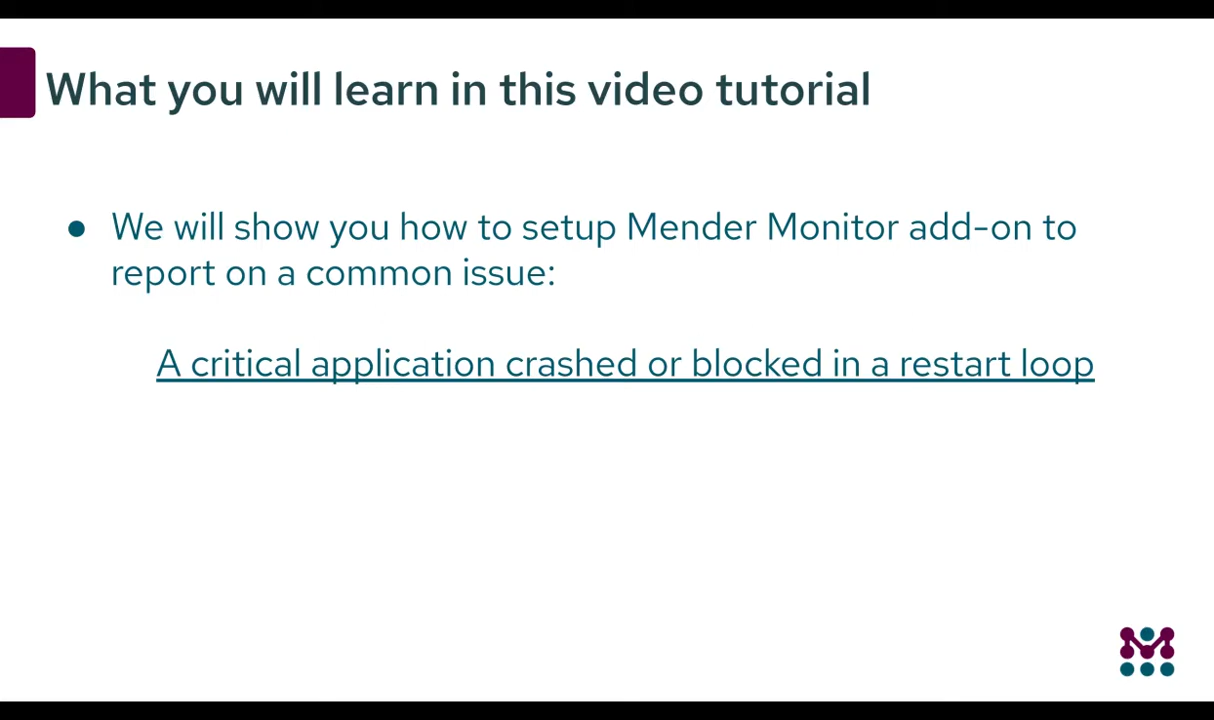 What you will learn in this video tutorial
● We will show you how to setup Mender Monitor add-on to
report on a common issue:
A critical application crashed or blocked in a restart loop